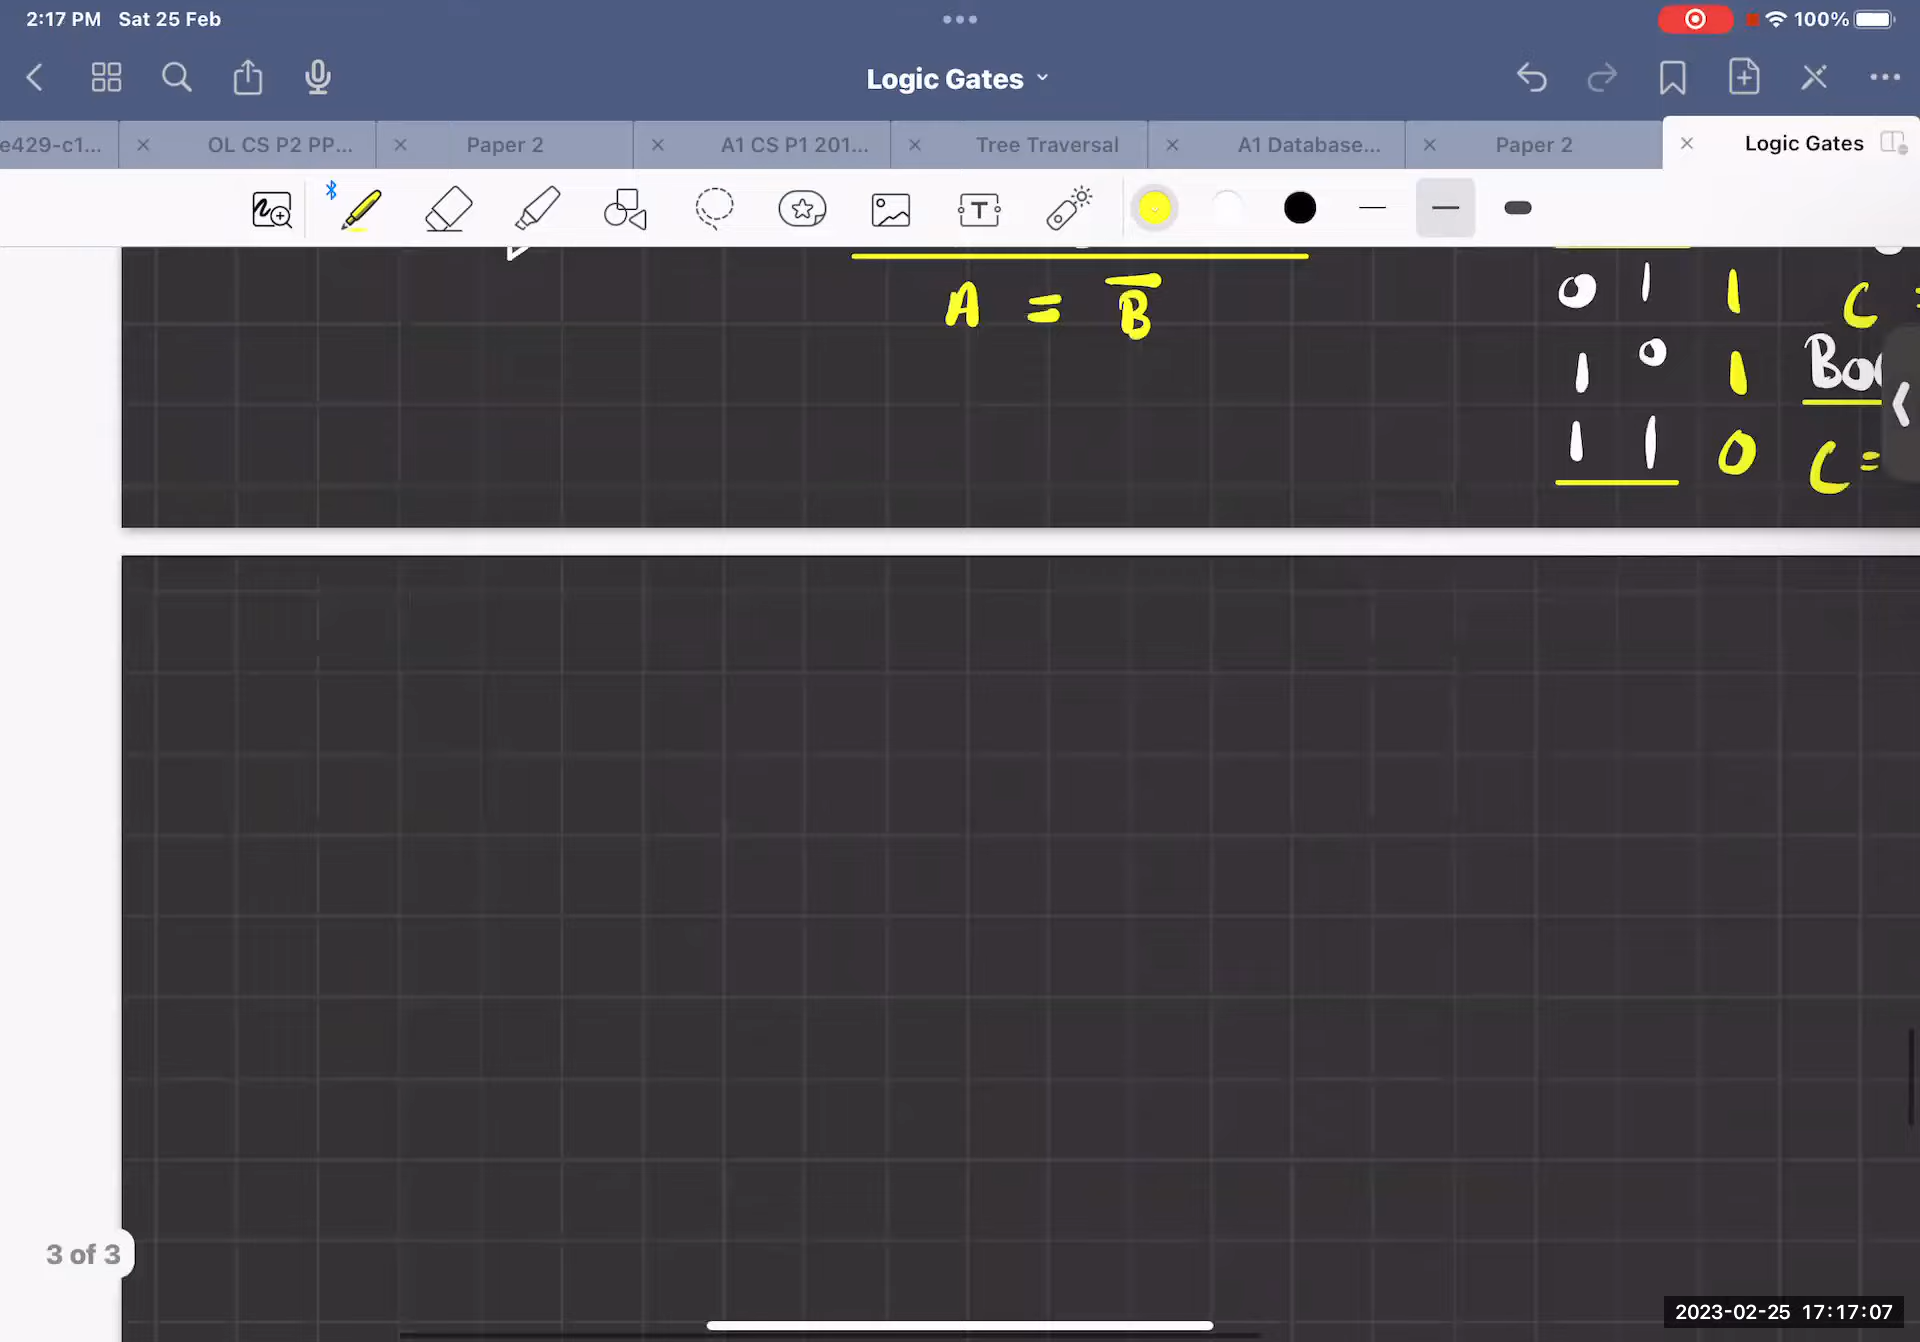 2:17 PM Sat 25 Feb
100%
Logic Gates
e429-c1...
OL CS P2 PP...
Paper 2
A1 CS P1 201...
Tree Traversal
A1 Database...
Paper 2
Logic Gates
A = B̅
0 1 1 C =
1 0 1 Boo
1 1 0 C =
3 of 3
2023-02-25 17:17:07